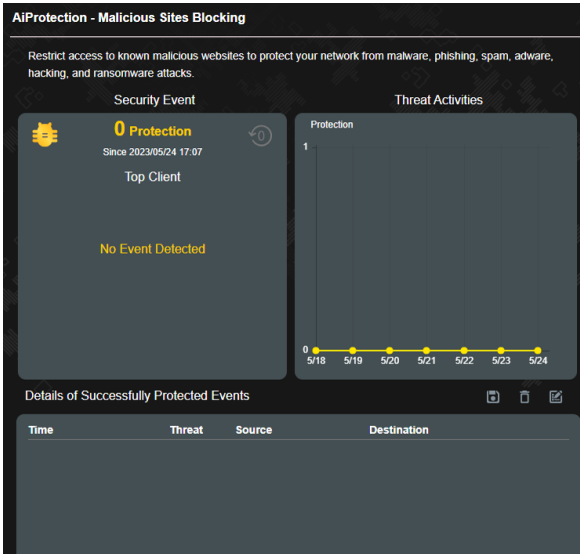 AiProtection - Malicious Sites Blocking
Restrict access to known malicious websites to protect your network from malware, phishing, spam, adware,
hacking, and ransomware attacks.
Security Event
0 Protection
Since 2023/05/24 17:07
0
Top Client
No Event Detected
Threat Activities
Protection
1
0
5/18 5/19 5/20 5/21 5/22 5/23 5/24
Details of Successfully Protected Events
Time Threat Source Destination